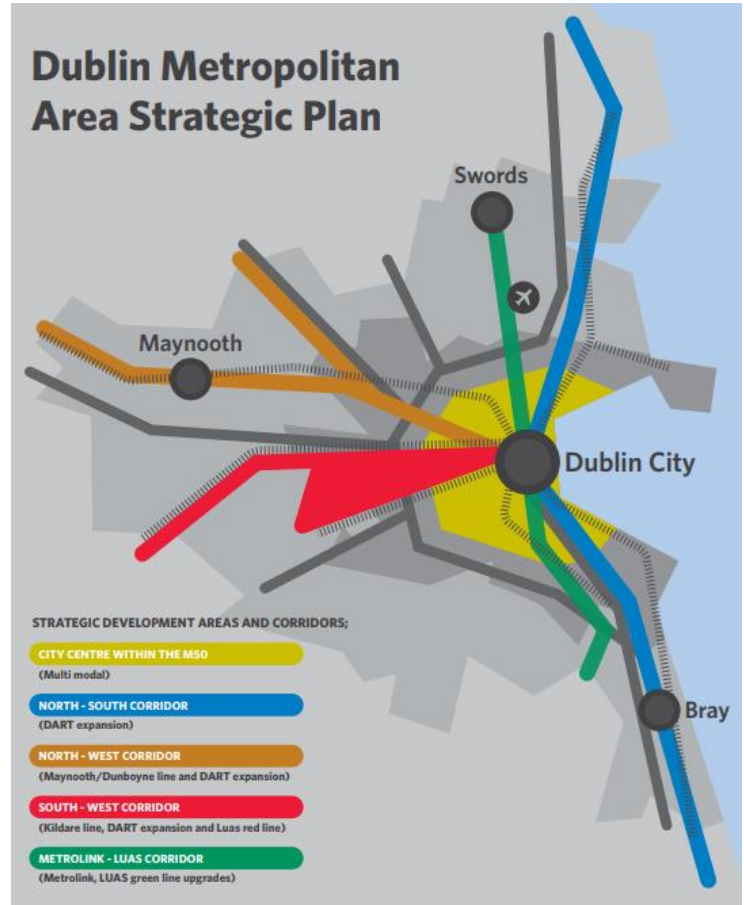 Dublin Metropolitan
Area Strategic Plan
Swords
Maynooth
Dublin City
Bray
STRATEGIC DEVELOPMENT AREAS AND CORRIDORS;
CITY CENTRE WITHIN THE M50
(Multi modal)
NORTH - SOUTH CORRIDOR
(DART expansion)
NORTH - WEST CORRIDOR
(Maynooth/Dunboyne line and DART expansion)
SOUTH - WEST CORRIDOR
(Kildare line, DART expansion and Luas red line)
METROLINK - LUAS CORRIDOR
(Metrolink, LUAS green line upgrades)